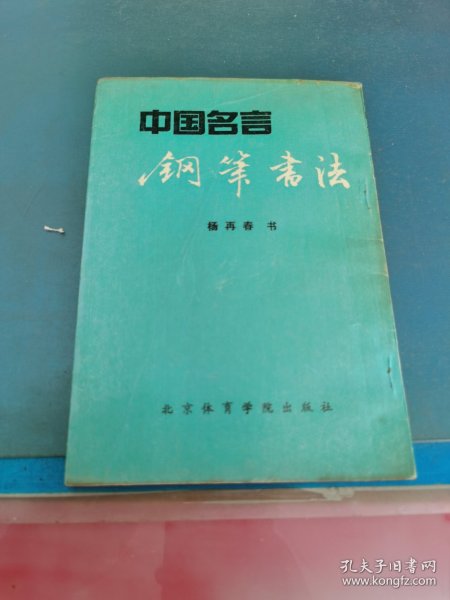 中国名言
钢笔书法
杨再春 书
北京体育学院出版社
孔夫子旧书网
www.kongfz.com